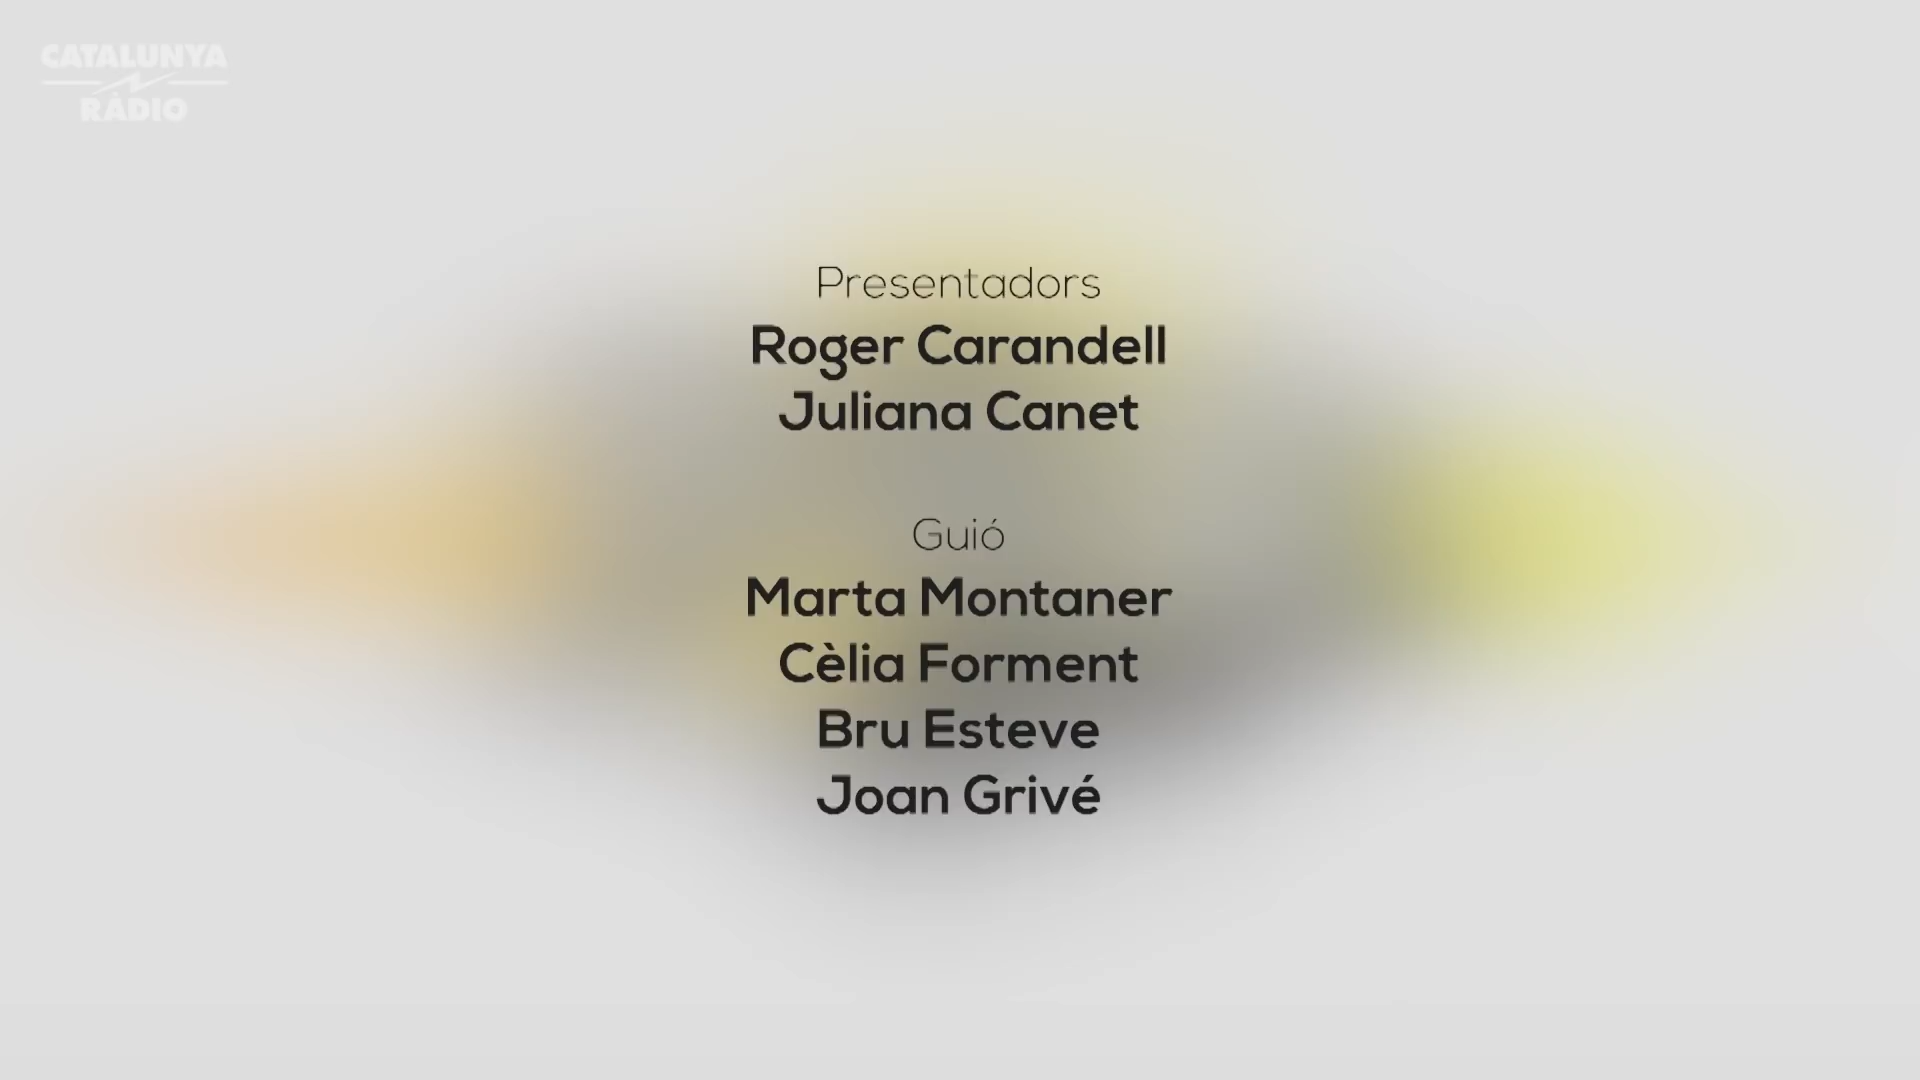 CATALUNYA
RÀDIO
Presentadors
Roger Carandell
Juliana Canet
Guió
Marta Montaner
Cèlia Forment
Bru Esteve
Joan Grivé